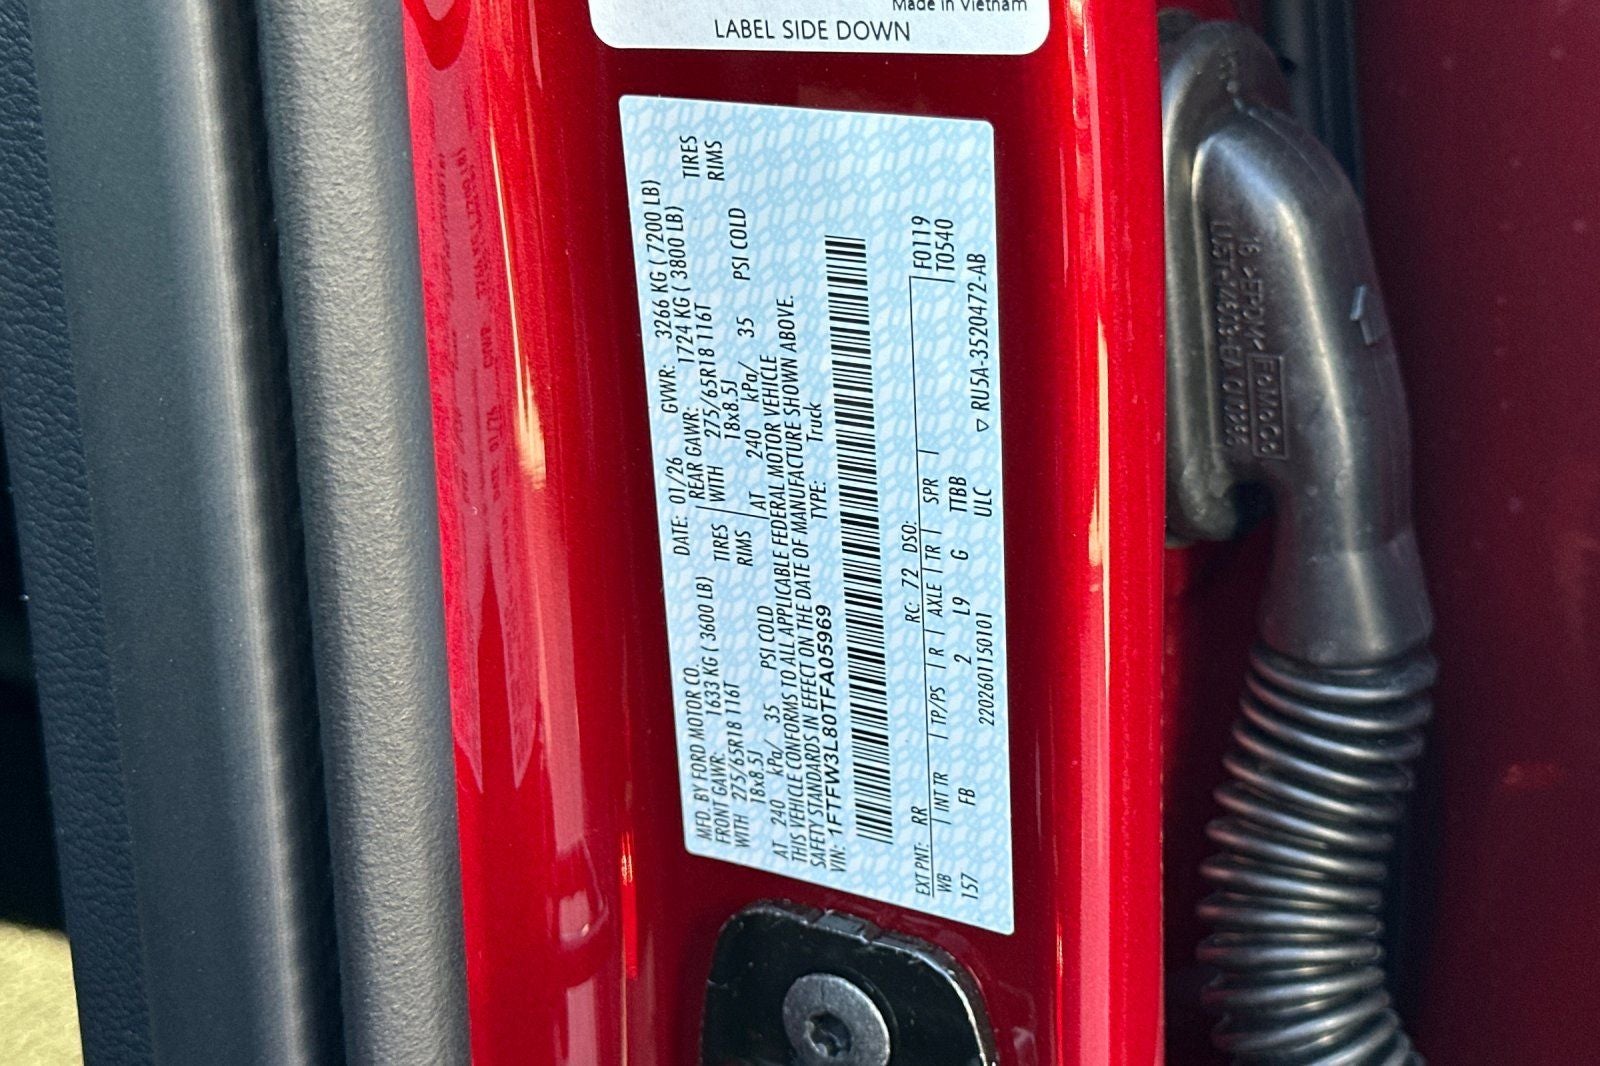 Made in Vietnam
LABEL SIDE DOWN
MFD. BY FORD MOTOR CO.
DATE: 01/26 GVWR: 3266 KG ( 7200 LB)
FRONT GAWR: 1633 KG ( 3600 LB) REAR GAWR: 1724 KG ( 3800 LB)
WITH 275/65R18 116T TIRES WITH 275/65R18 116T TIRES
18x8.5J RIMS 18x8.5J RIMS
AT 240 kPa/ 35 PSI COLD AT 240 kPa/ 35 PSI COLD
THIS VEHICLE CONFORMS TO ALL APPLICABLE FEDERAL MOTOR VEHICLE
SAFETY STANDARDS IN EFFECT ON THE DATE OF MANUFACTURE SHOWN ABOVE.
VIN: 1FTFW3L80TFA05969 TYPE: Truck
EXT PNT: RR RC: 72 DSO: F0119
WB INT TR TP/PS R AXLE TR SPR T0540
157 FB 2 L9 G TTBB
2202601150101 ULC ▽ RU5A-3520472-AB
FoMoCo